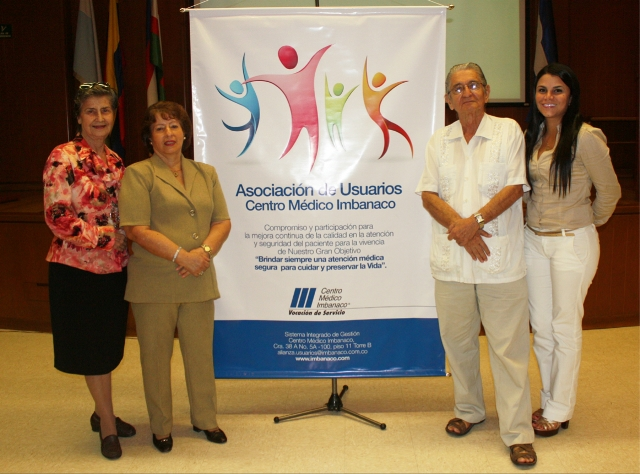 Asociación de Usuarios
Centro Médico Imbanaco
Compromiso y participación para
la mejora continua de la calidad en la atención
y seguridad del paciente para la vivencia
de Nuestro Gran Objetivo
"Brindar siempre una atención médica
segura para cuidar y preservar la Vida".
Centro
Médico
Imbanaco
Vocación de Servicio
Sistema Integrado de Gestión
Centro Médico Imbanaco,
Cra. 38 A No. 5A -100, piso 11 Torre B
alianza.usuarios@imbanaco.com.co
www.imbanaco.com